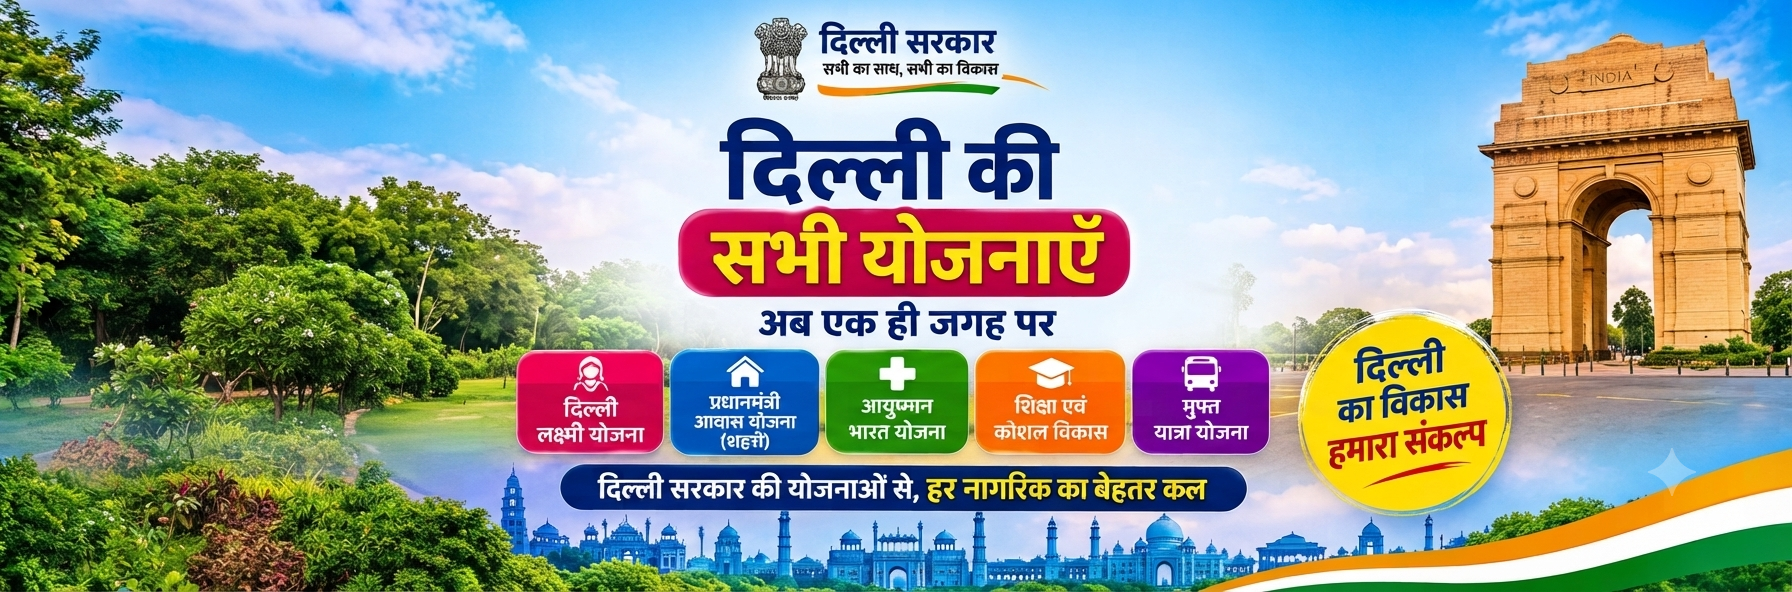 दिल्ली सरकार
सभी का साथ, सभी का विकास
दिल्ली की
सभी योजनाएँ
अब एक ही जगह पर
दिल्ली
लक्ष्मी योजना
प्रधानमंत्री
आवास योजना
(शहरी)
आयुष्मान
भारत योजना
शिक्षा एवं
कोशल विकास
मुफ्त
यात्रा योजना
दिल्ली सरकार की योजनाओं से, हर नागरिक का बेहतर कल
दिल्ली
का विकास
हमारा संकल्प
INDIA